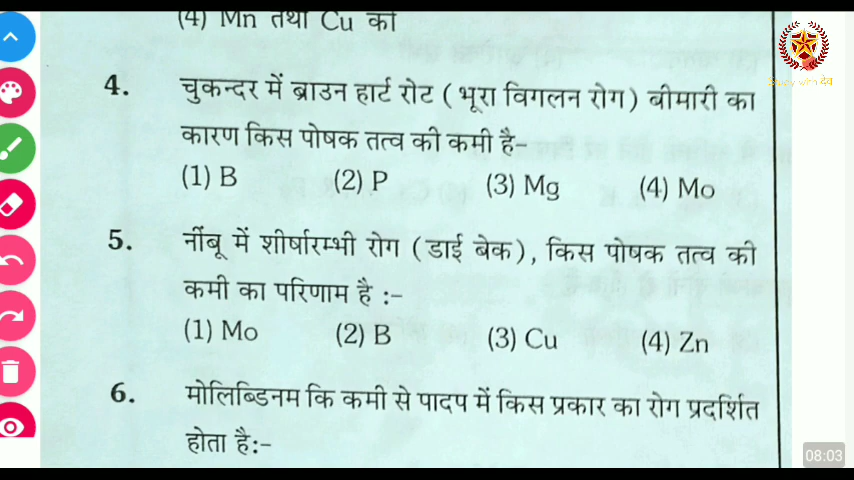 (4) Mn तथा Cu की
4. चुकन्दर में ब्राउन हार्ट रोट ( भूरा विगलन रोग ) बीमारी का
कारण किस पोषक तत्व की कमी है-
(1) B (2) P (3) Mg (4) Mo
5. नींबू में शीर्षारम्भी रोग ( डाई बेक ), किस पोषक तत्व की
कमी का परिणाम है :-
(1) Mo (2) B (3) Cu (4) Zn
6. मोलिब्डिनम कि कमी से पादप में किस प्रकार का रोग प्रदर्शित
होता है:-
Study with देव
08:03